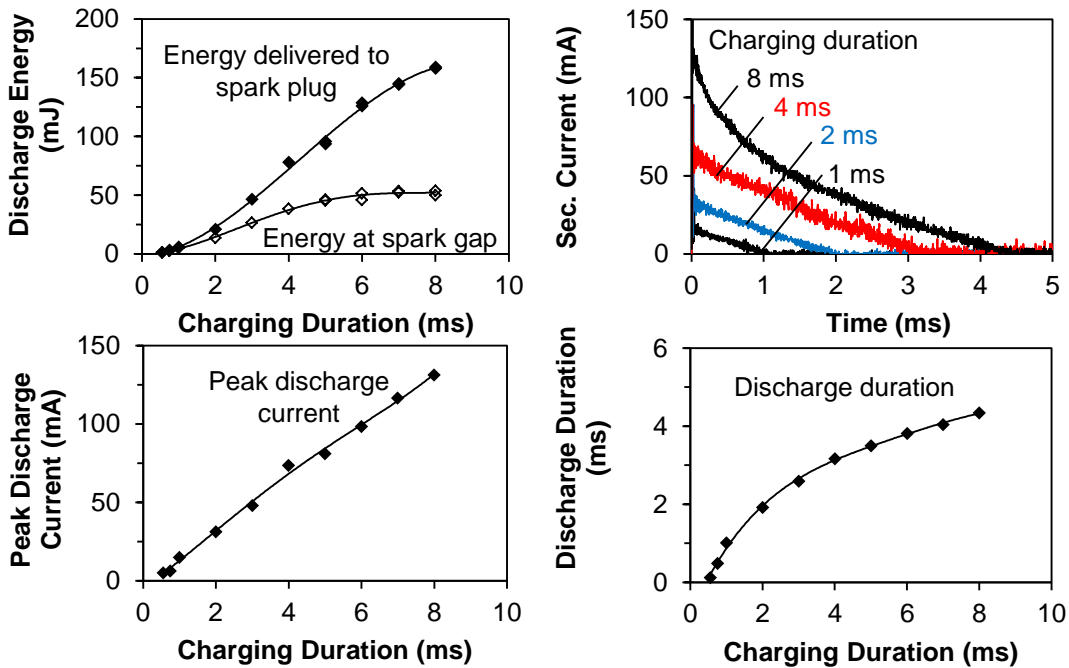 Discharge Energy
(mJ)
200
150
100
50
0
Energy delivered to
spark plug
Energy at spark gap
0 2 4 6 8 10
Charging Duration (ms)
Sec. Current (mA)
150
100
50
0
Charging duration
8 ms
4 ms
2 ms
1 ms
0 1 2 3 4 5
Time (ms)
Peak Discharge
Current (mA)
150
100
50
0
Peak discharge
current
0 2 4 6 8 10
Charging Duration (ms)
Discharge Duration
(ms)
6
4
2
0
Discharge duration
0 2 4 6 8 10
Charging Duration (ms)